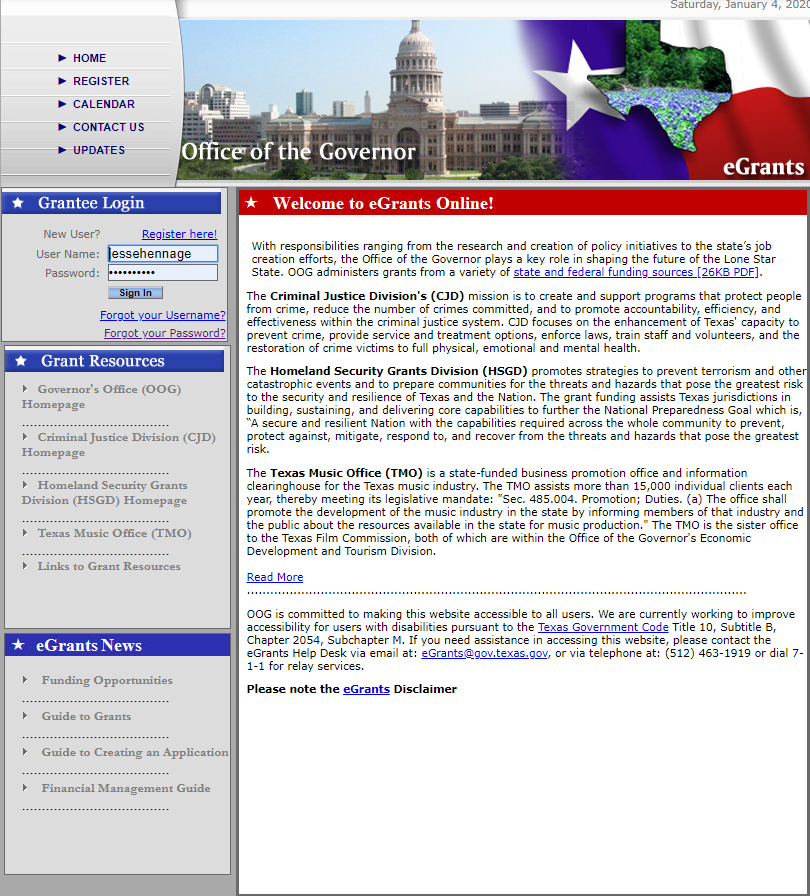 Saturday, January 4, 2020
HOME
REGISTER
CALENDAR
CONTACT US
UPDATES
Office of the Governor
eGrants
Grantee Login
New User? Register here!
User Name: jessehennage
Password: ••••••••••
Sign In
Forgot your Username?
Forgot your Password?
Grant Resources
Governor's Office (OOG)
Homepage
Criminal Justice Division (CJD)
Homepage
Homeland Security Grants
Division (HSGD) Homepage
Texas Music Office (TMO)
Links to Grant Resources
eGrants News
Funding Opportunities
Guide to Grants
Guide to Creating an Application
Financial Management Guide
Welcome to eGrants Online!
With responsibilities ranging from the research and creation of policy initiatives to the state's job
creation efforts, the Office of the Governor plays a key role in shaping the future of the Lone Star
State. OOG administers grants from a variety of state and federal funding sources [26KB PDF].
The Criminal Justice Division's (CJD) mission is to create and support programs that protect people
from crime, reduce the number of crimes committed, and to promote accountability, efficiency, and
effectiveness within the criminal justice system. CJD focuses on the enhancement of Texas' capacity to
prevent crime, provide service and treatment options, enforce laws, train staff and volunteers, and the
restoration of crime victims to full physical, emotional and mental health.
The Homeland Security Grants Division (HSGD) promotes strategies to prevent terrorism and other
catastrophic events and to prepare communities for the threats and hazards that pose the greatest risk
to the security and resilience of Texas and the Nation. The grant funding assists Texas jurisdictions in
building, sustaining, and delivering core capabilities to further the National Preparedness Goal which is,
"A secure and resilient Nation with the capabilities required across the whole community to prevent,
protect against, mitigate, respond to, and recover from the threats and hazards that pose the greatest
risk.
The Texas Music Office (TMO) is a state-funded business promotion office and information
clearinghouse for the Texas music industry. The TMO assists more than 15,000 individual clients each
year, thereby meeting its legislative mandate: "Sec. 485.004. Promotion; Duties. (a) The office shall
promote the development of the music industry in the state by informing members of that industry and
the public about the resources available in the state for music production." The TMO is the sister office
to the Texas Film Commission, both of which are within the Office of the Governor's Economic
Development and Tourism Division.
Read More
OOG is committed to making this website accessible to all users. We are currently working to improve
accessibility for users with disabilities pursuant to the Texas Government Code Title 10, Subtitle B,
Chapter 2054, Subchapter M. If you need assistance in accessing this website, please contact the
eGrants Help Desk via email at: eGrants@gov.texas.gov, or via telephone at: (512) 463-1919 or dial 7-
1-1 for relay services.
Please note the eGrants Disclaimer